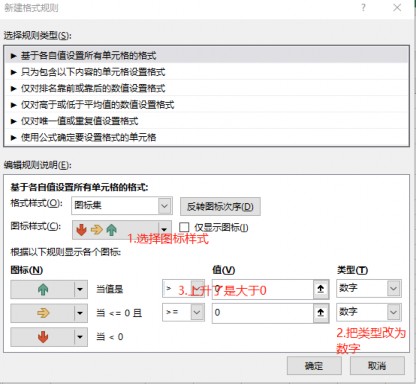 新建格式规则
? ×
选择规则类型(S):
► 基于各自值设置所有单元格的格式
► 只为包含以下内容的单元格设置格式
► 仅对排名靠前或靠后的数值设置格式
► 仅对高于或低于平均值的数值设置格式
► 仅对唯一值或重复值设置格式
► 使用公式确定要设置格式的单元格
编辑规则说明(E):
基于各自值设置所有单元格的格式:
格式样式(O): 图标集 反转图标次序(D)
图标样式(C): 仅显示图标(I)
1.选择图标样式
根据以下规则显示各个图标:
图标(N) 值(V) 类型(T)
当值是 > 0 数字
3.上升了是大于0
当 <= 0 且 >= 0 数字
当 < 0
2.把类型改为
数字
确定 取消